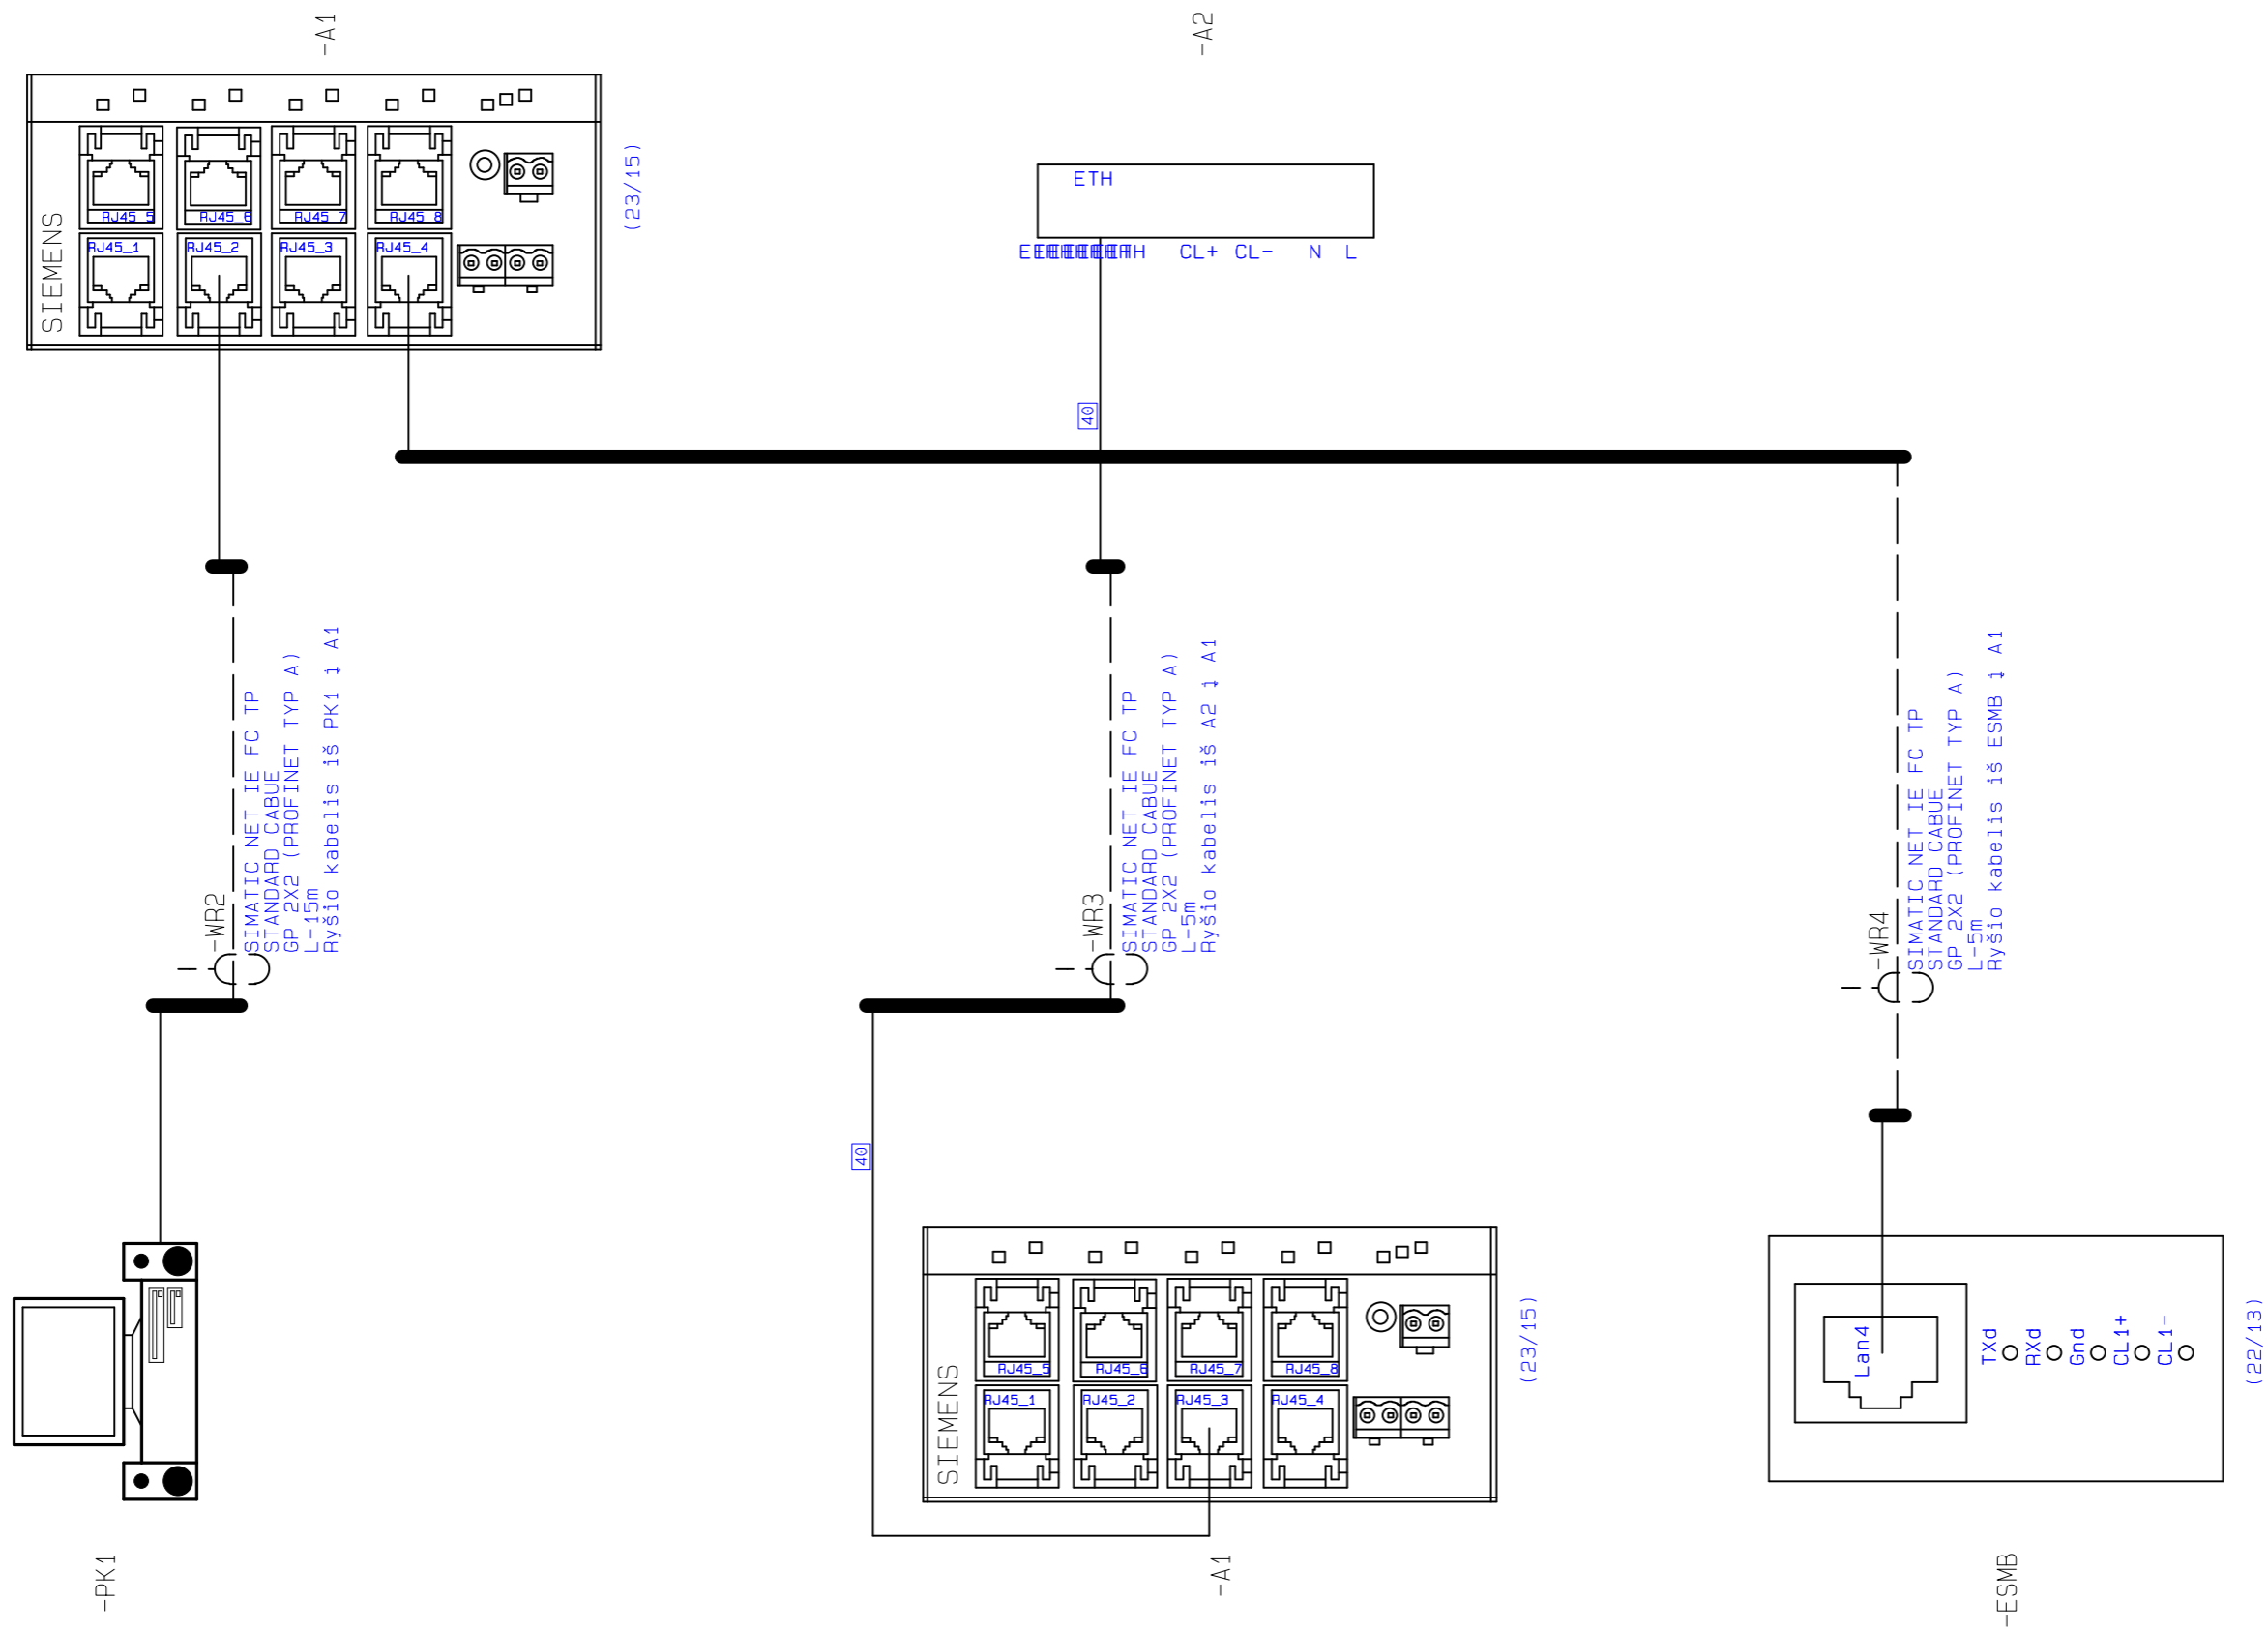 -A1
SIEMENS
RJ45_5
RJ45_6
RJ45_7
RJ45_8
RJ45_1
RJ45_2
RJ45_3
RJ45_4
(23/15)
-A2
ETH
CL+ CL- N L
40
-WR2
SIMATIC NET IE FC TP
STANDARD CABUE
GP 2X2 (PROFINET TYP A)
L-15m
Ryšio kabelis iš PK1 į A1
-WR3
SIMATIC NET IE FC TP
STANDARD CABUE
GP 2X2 (PROFINET TYP A)
L-5m
Ryšio kabelis iš A2 į A1
-WR4
SIMATIC NET IE FC TP
STANDARD CABUE
GP 2X2 (PROFINET TYP A)
L-5m
Ryšio kabelis iš ESMB į A1
-PK1
40
SIEMENS
RJ45_5
RJ45_6
RJ45_7
RJ45_8
RJ45_1
RJ45_2
RJ45_3
RJ45_4
(23/15)
-A1
Lan4
TXd
RXd
Gnd
CL1+
CL1-
(22/13)
-ESMB